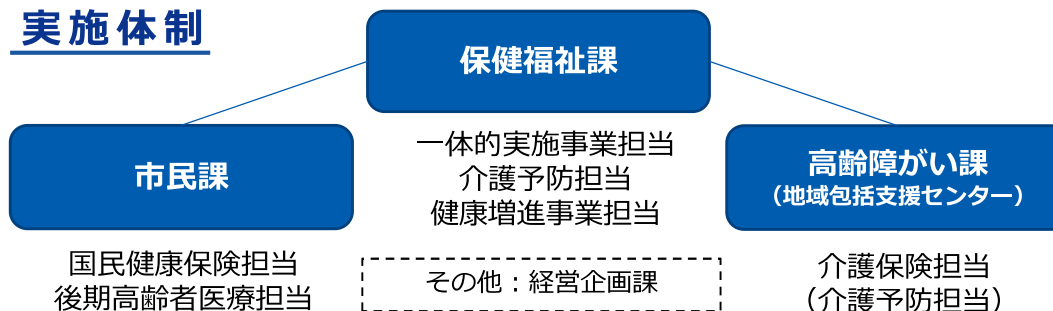 実施体制
保健福祉課
一体的実施事業担当
介護予防担当
健康増進事業担当
市民課
国民健康保険担当
後期高齢者医療担当
高齢障がい課
（地域包括支援センター）
介護保険担当
（介護予防担当）
その他：経営企画課